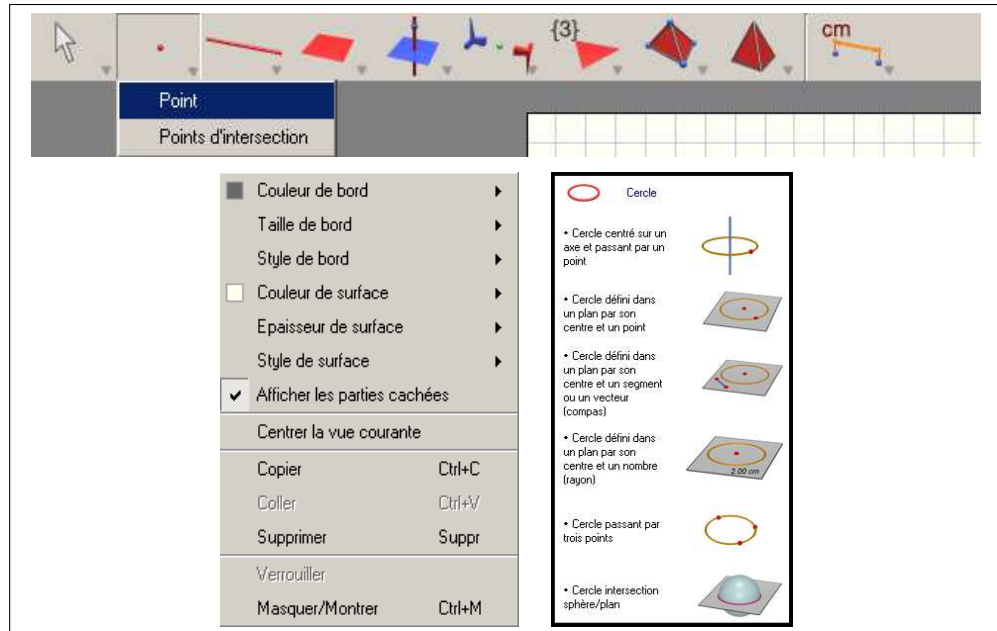 {3}
cm
Point
Points d'intersection
Couleur de bord
Taille de bord
Style de bord
Couleur de surface
Epaisseur de surface
Style de surface
Afficher les parties cachées
Centrer la vue courante
Copier Ctrl+C
Coller Ctrl+V
Supprimer Suppr
Verrouiller
Masquer/Montrer Ctrl+M
Cercle
• Cercle centré sur un
axe et passant par un
point
• Cercle défini dans
un plan par son
centre et un point
• Cercle défini dans
un plan par son
centre et un segment
ou un vecteur
(compas)
• Cercle défini dans
un plan par son
centre et un nombre
(rayon)
2.00 cm
• Cercle passant par
trois points
• Cercle intersection
sphère/plan